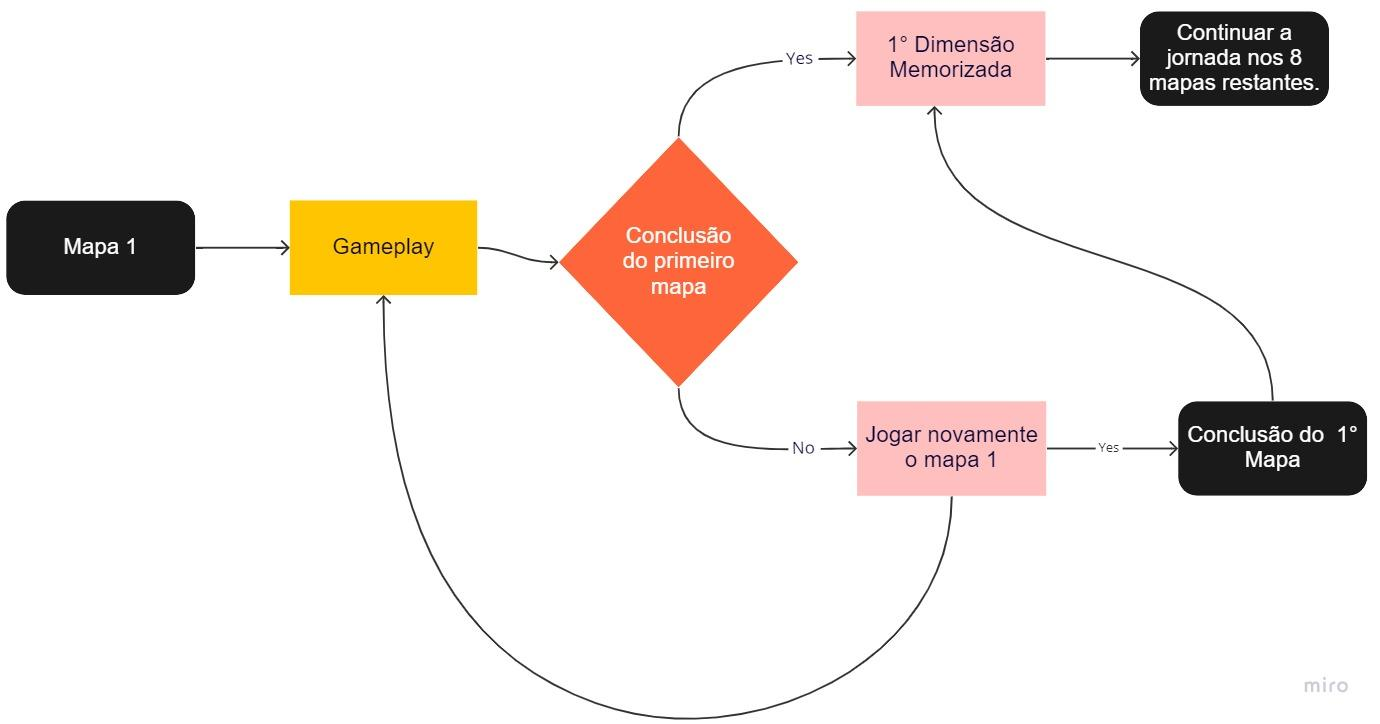 Mapa 1
Gameplay
Conclusão
do primeiro
mapa
Yes
1° Dimensão
Memorizada
Continuar a
jornada nos 8
mapas restantes.
No
Jogar novamente
o mapa 1
Yes
Conclusão do  1°
Mapa
miro